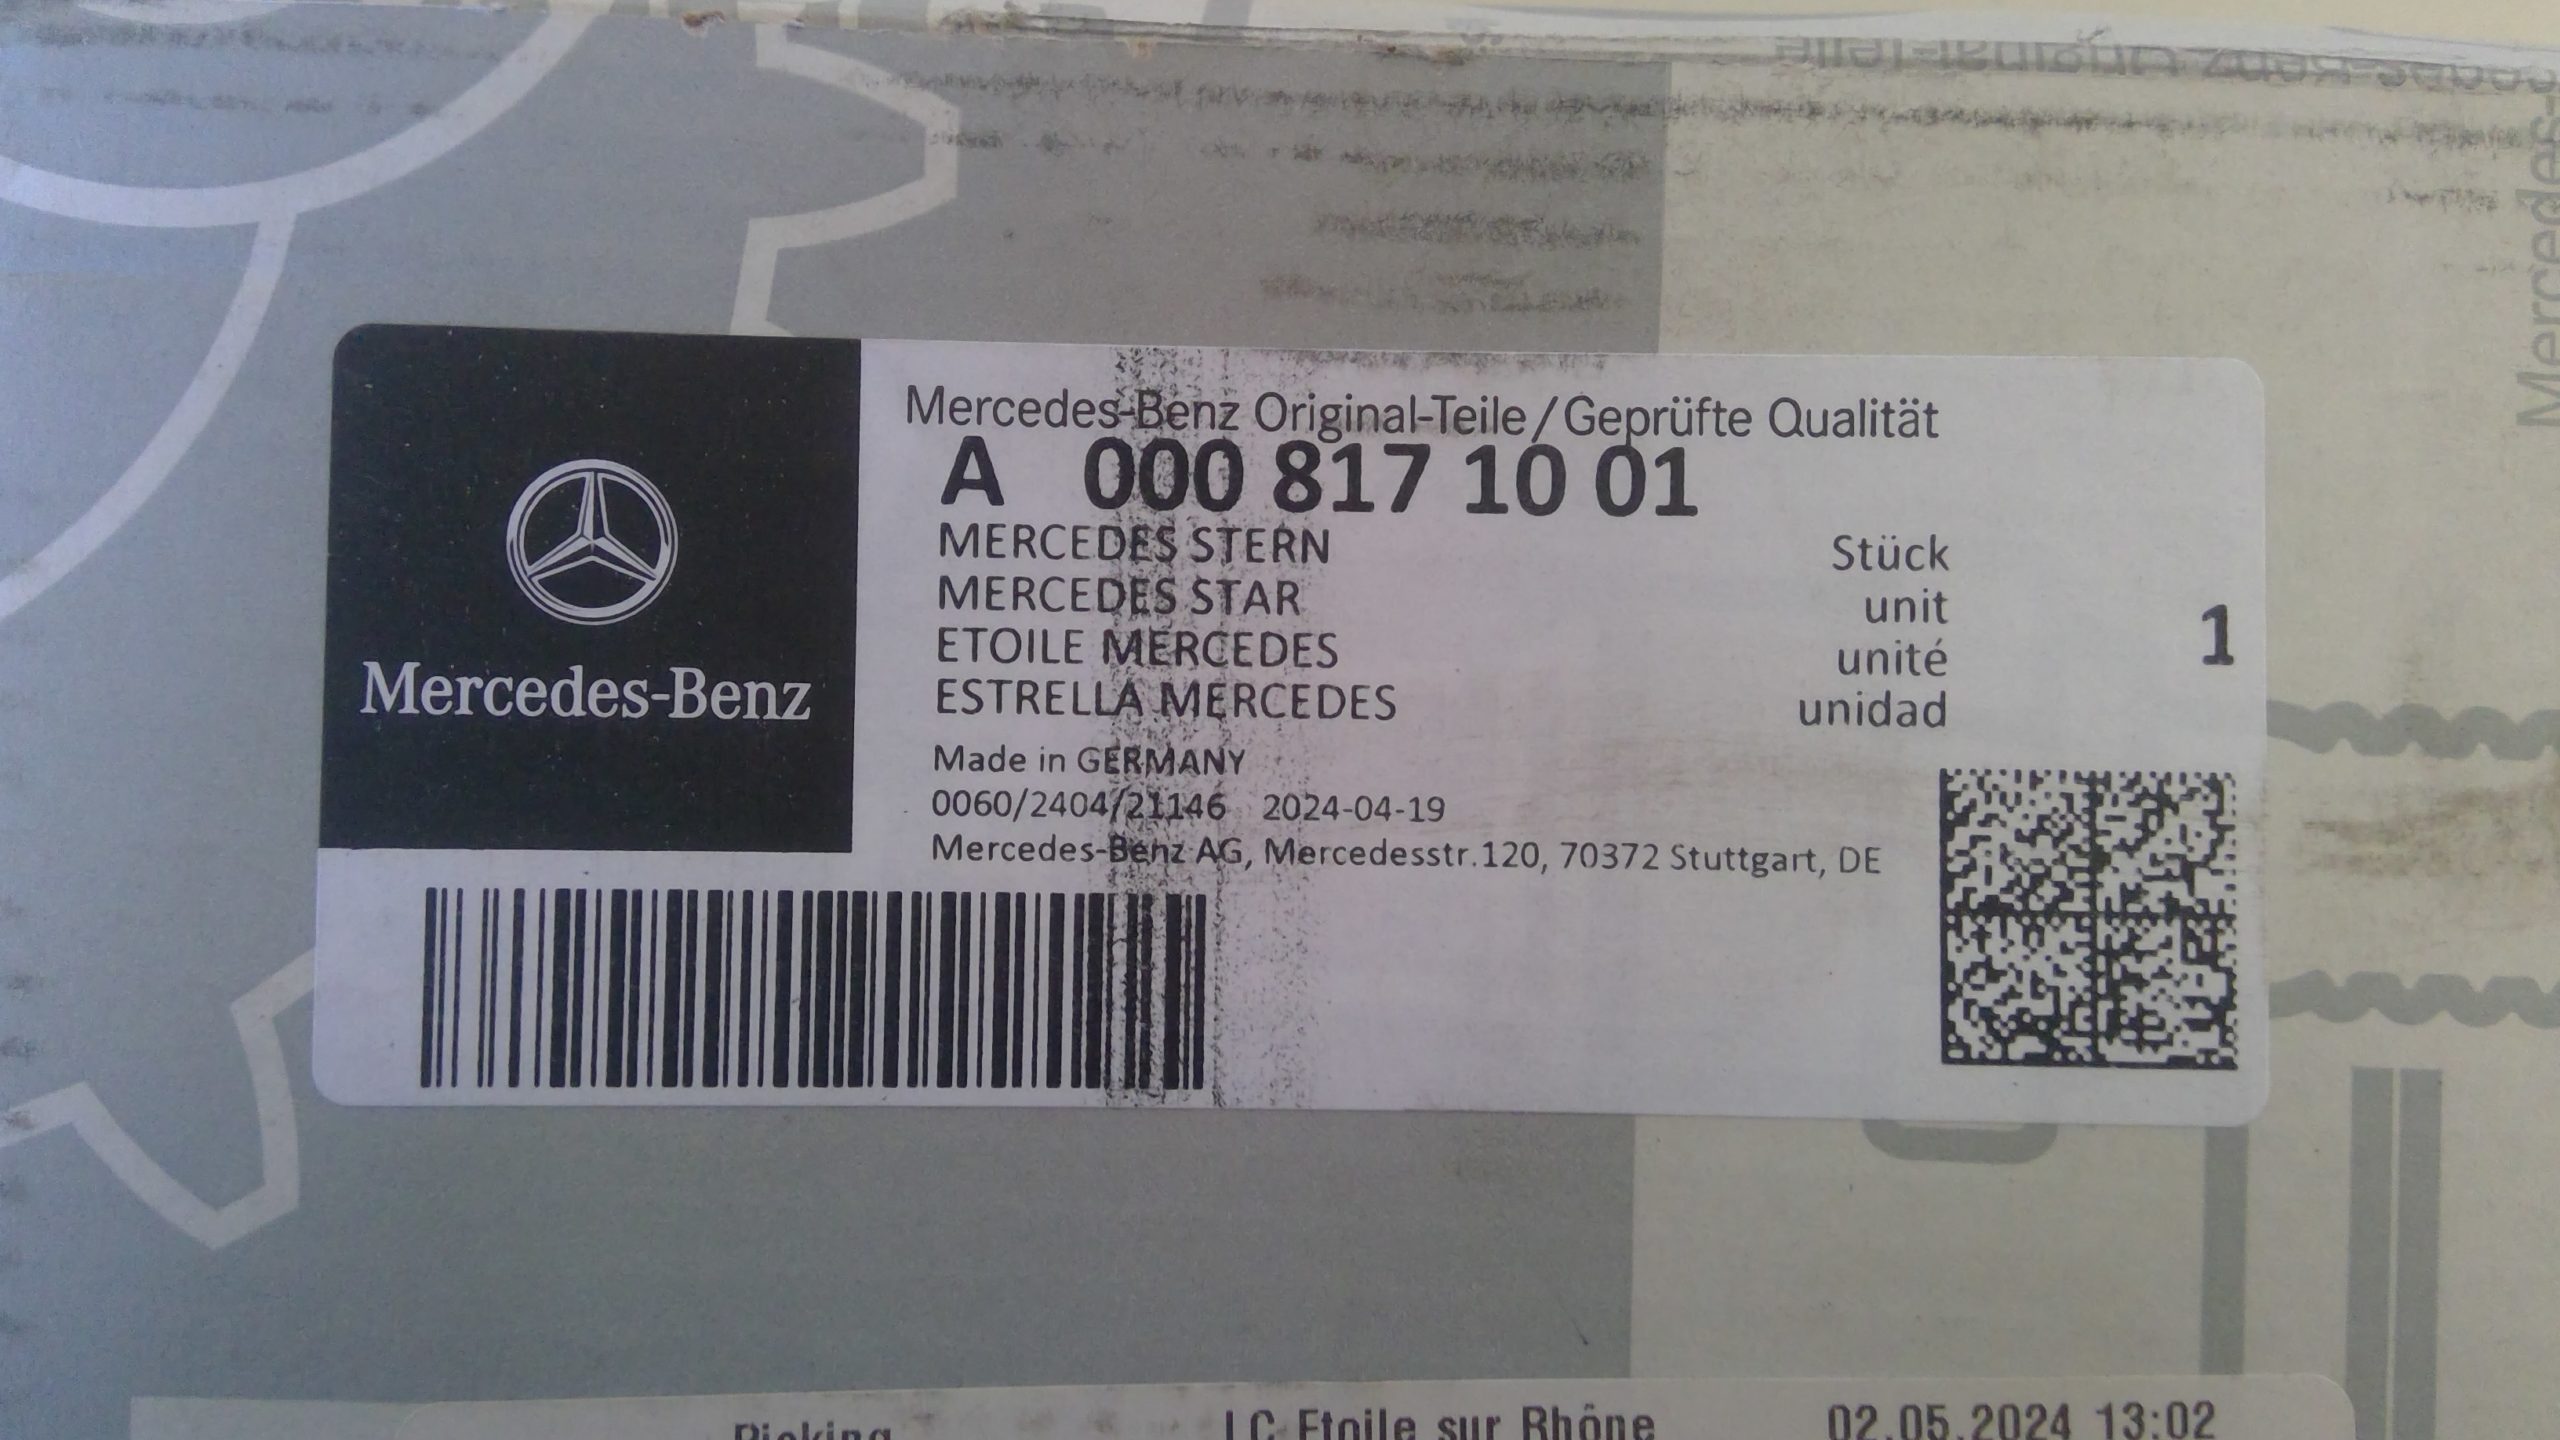 Mercedes-Benz
Mercedes-Benz Original-Teile/Geprüfte Qualität
A 000 817 10 01
MERCEDES STERN Stück
MERCEDES STAR unit
ETOILE MERCEDES unité
ESTRELLA MERCEDES unidad
1
Made in GERMANY
0060/2404/21146 2024-04-19
Mercedes-Benz AG, Mercedesstr.120, 70372 Stuttgart, DE
Mercedes-
Picking LC Etoile sur Rhône 02.05.2024 13:02